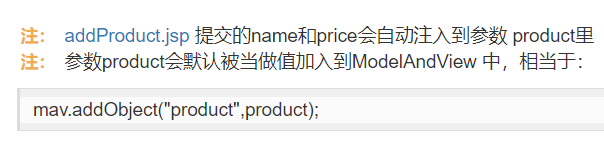 注： addProduct.jsp 提交的name和price会自动注入到参数 product里
注： 参数product会默认被当做值加入到ModelAndView 中，相当于：
mav.addObject("product",product);